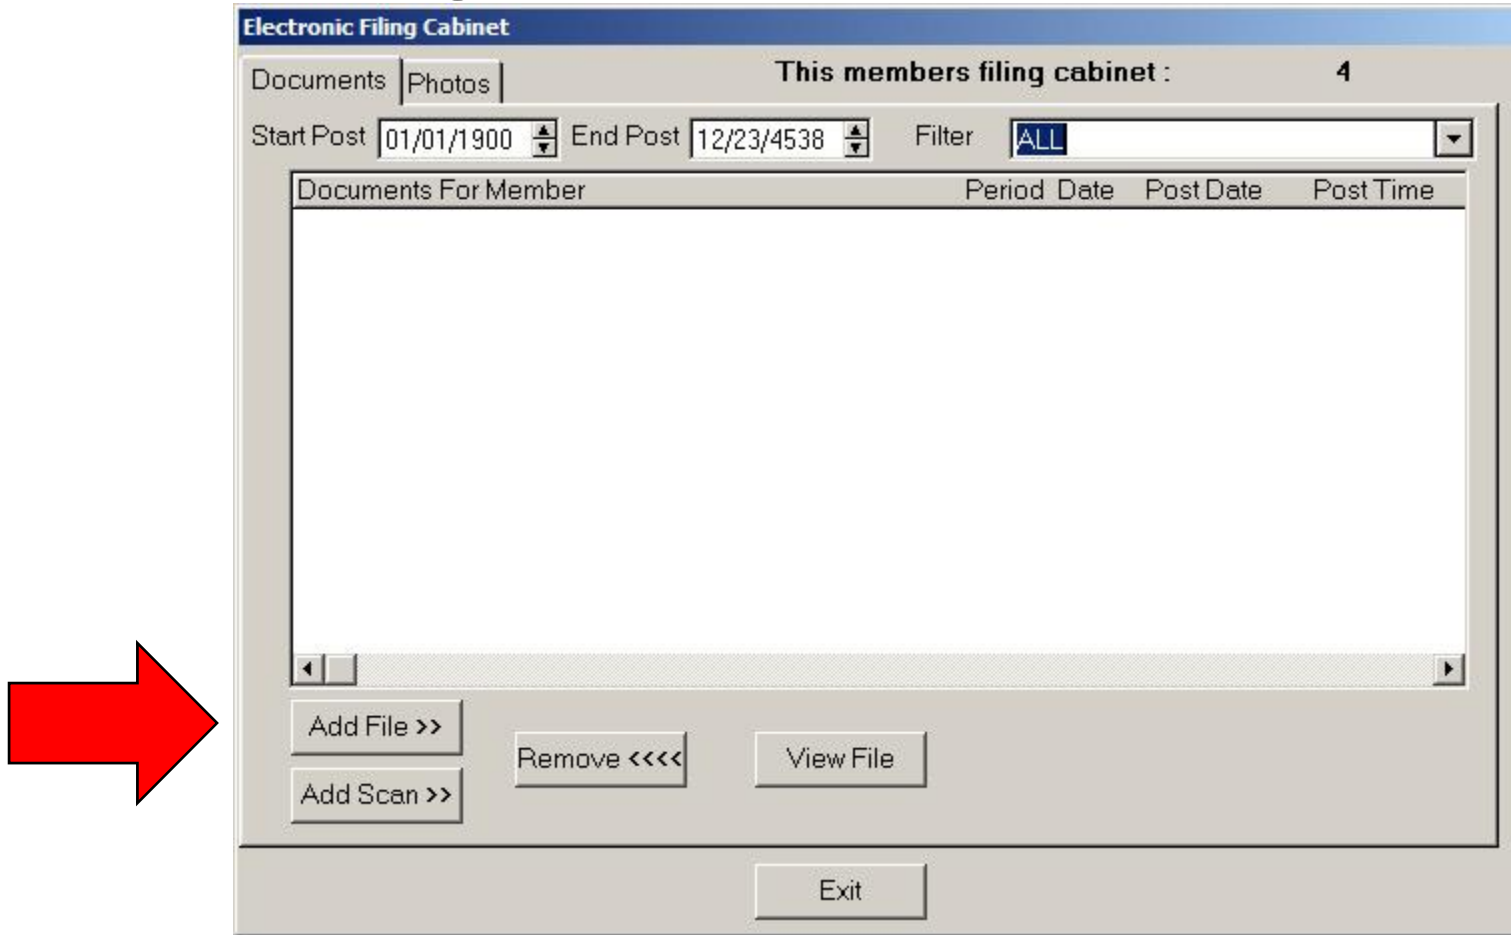 Electronic Filing Cabinet
Documents Photos This members filing cabinet : 4
Start Post 01/01/1900 End Post 12/23/4538 Filter ALL
Documents For Member Period Date Post Date Post Time
Add File >>
Remove <<<< View File
Add Scan >>
Exit